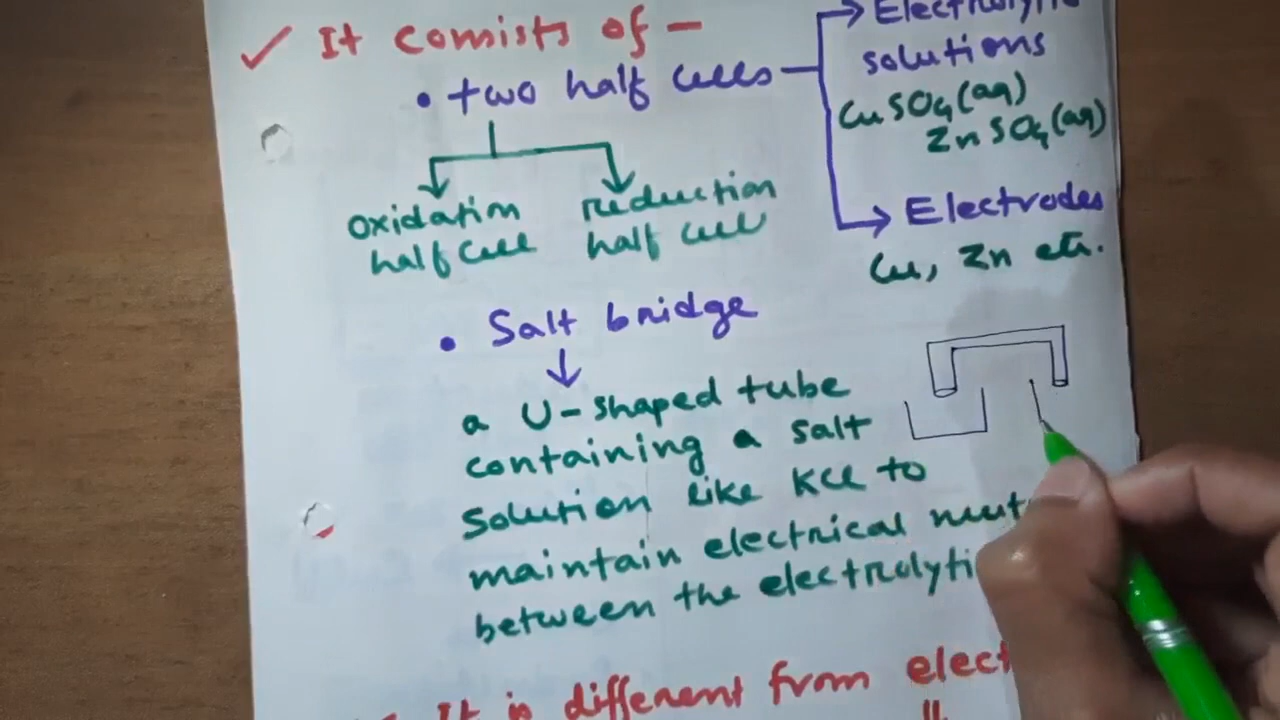 ✓ It consists of –
• two half cells
Electrolytic
solutions
CuSO4(aq)
ZnSO4(aq)
Electrodes
Cu, Zn etc.
oxidation
half cell
reduction
half cell
• Salt bridge
a U-shaped tube
containing a salt
solution like KCl to
maintain electrical
between the
It is different from